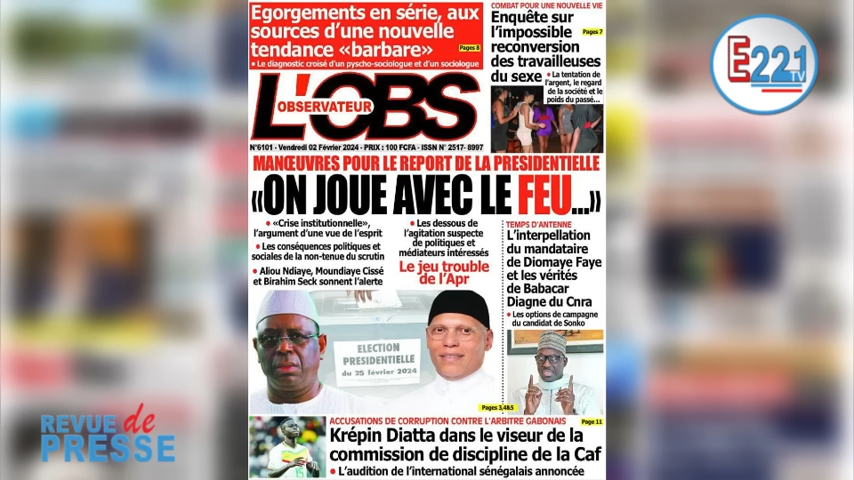 Egorgements en série, aux
sources d'une nouvelle
tendance «barbare»
Pages 8
• Le diagnostic croisé d'un pyscho-sociologue et d'un sociologue
COMBAT POUR UNE NOUVELLE VIE
Enquête sur
l'impossible
Pages 7
reconversion
des travailleuses
du sexe
• La tentation de
l'argent, le regard
de la société et le
poids du passé...
E221
TV
L'OBS
OBSERVATEUR
N°6101 - Vendredi 02 Février 2024 - PRIX : 100 FCFA - ISSN N° 2517- 8997
MANŒUVRES POUR LE REPORT DE LA PRESIDENTIELLE
«ON JOUE AVEC LE FEU...»
• «Crise institutionnelle»,
l'argument d'une vue de l'esprit
• Les conséquences politiques et
sociales de la non-tenue du scrutin
• Aliou Ndiaye, Moundiaye Cissé
et Birahim Seck sonnent l'alerte
• Les dessous de
l'agitation suspecte
de politiques et
médiateurs intéressés
Le jeu trouble
de l'Apr
TEMPS D'ANTENNE
L'interpellation
du mandataire
de Diomaye Faye
et les vérités
de Babacar
Diagne du Cnra
• Les options de campagne
du candidat de Sonko
ELECTION
PRESIDENTIELLE
du 25 février 2024
Pages 3,4&5
ACCUSATIONS DE CORRUPTION CONTRE L'ARBITRE GABONAIS
Page 11
Krépin Diatta dans le viseur de la
commission de discipline de la Caf
• L'audition de l'international sénégalais annoncée
15
REVUE de
PRESSE